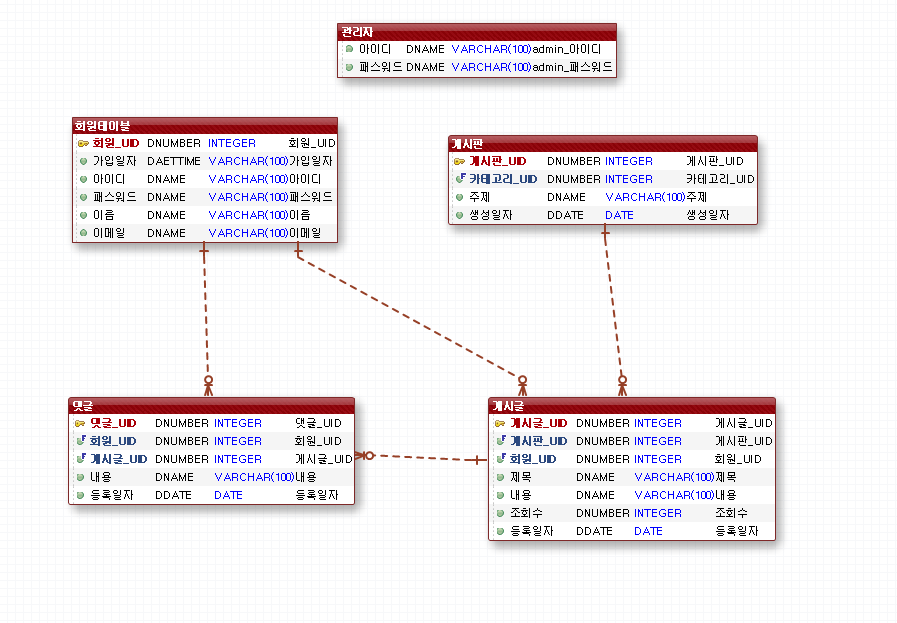 관리자
아이디 DNAME VARCHAR(100) admin_아이디
패스워드 DNAME VARCHAR(100) admin_패스워드
회원테이블
회원_UID DNUMBER INTEGER 회원_UID
가입일자 DAETTIME VARCHAR(100) 가입일자
아이디 DNAME VARCHAR(100) 아이디
패스워드 DNAME VARCHAR(100) 패스워드
이음 DNAME VARCHAR(100) 이음
이메일 DNAME VARCHAR(100) 이메일
게시판
게시판_UID DNUMBER INTEGER 게시판_UID
카테고리_UID DNUMBER INTEGER 카테고리_UID
주제 DNAME VARCHAR(100) 주제
생성일자 DDATE DATE 생성일자
댓글
댓글_UID DNUMBER INTEGER 댓글_UID
회원_UID DNUMBER INTEGER 회원_UID
게시글_UID DNUMBER INTEGER 게시글_UID
내용 DNAME VARCHAR(100) 내용
등록일자 DDATE DATE 등록일자
게시글
게시글_UID DNUMBER INTEGER 게시글_UID
게시판_UID DNUMBER INTEGER 게시판_UID
회원_UID DNUMBER INTEGER 회원_UID
제목 DNAME VARCHAR(100) 제목
내용 DNAME VARCHAR(100) 내용
조회수 DNUMBER INTEGER 조회수
등록일자 DDATE DATE 등록일자